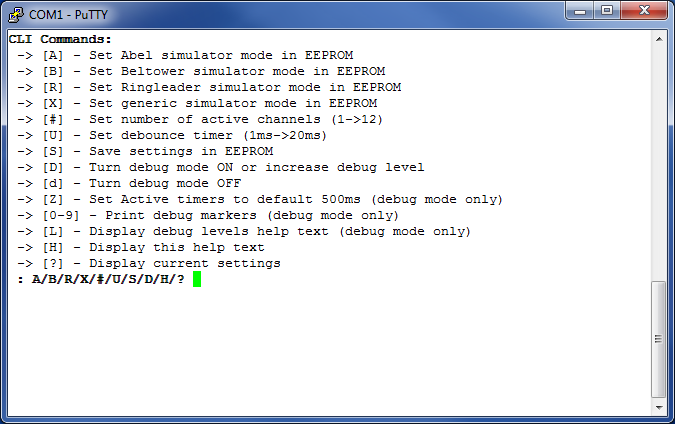 COM1 - PuTTY
CLI Commands:
-> [A] - Set Abel simulator mode in EEPROM
-> [B] - Set Beltower simulator mode in EEPROM
-> [R] - Set Ringleader simulator mode in EEPROM
-> [X] - Set generic simulator mode in EEPROM
-> [#] - Set number of active channels (1->12)
-> [U] - Set debounce timer (1ms->20ms)
-> [S] - Save settings in EEPROM
-> [D] - Turn debug mode ON or increase debug level
-> [d] - Turn debug mode OFF
-> [Z] - Set Active timers to default 500ms (debug mode only)
-> [0-9] - Print debug markers (debug mode only)
-> [L] - Display debug levels help text (debug mode only)
-> [H] - Display this help text
-> [?] - Display current settings
: A/B/R/X/#/U/S/D/H/?